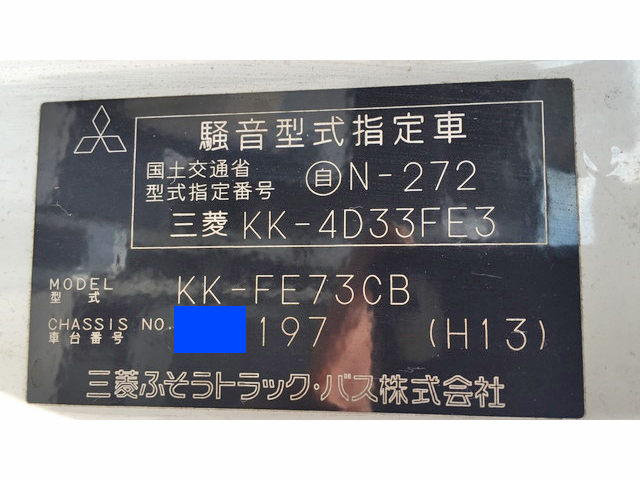 騒音型式指定車
国土交通省
型式指定番号 自N-272
三菱 KK-4D33FE3
MODEL
型式 KK-FE73CB
CHASSIS NO.
車台番号 197 (H13)
三菱ふそうトラック・バス株式会社